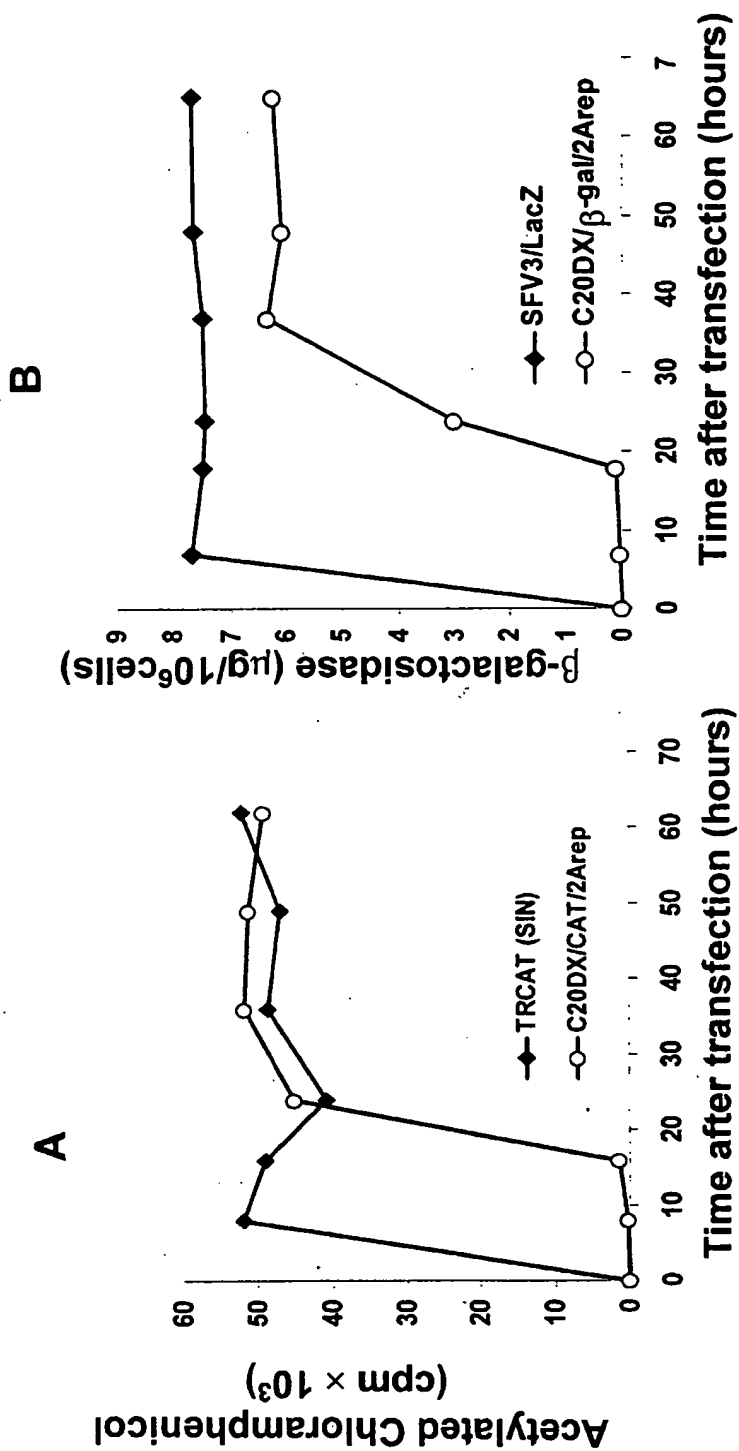 A
Acetylated Chloramphenicol
(cpm × 10³)
60
50
40
30
20
10
0
TRCAT (SIN)
C20DX/CAT/2Arep
0 10 20 30 40 50 60 70
Time after transfection (hours)
B
β-galactosidase (μg/10⁶cells)
9
8
7
6
5
4
3
2
1
0
SFV3/LacZ
C20DX/β-gal/2Arep
0 10 20 30 40 50 60 7
Time after transfection (hours)